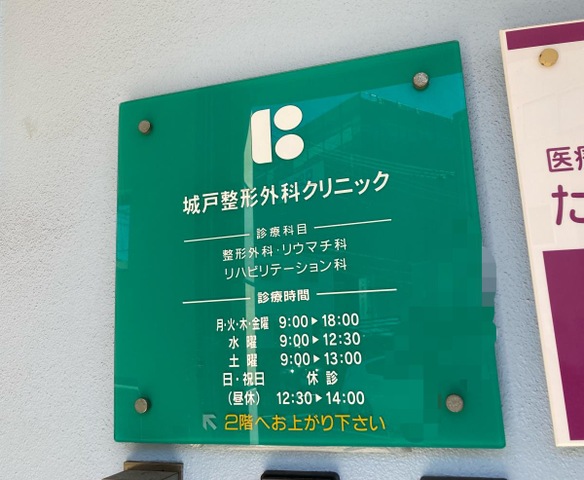 城戸整形外科クリニック
診療科目
整形外科・リウマチ科
リハビリテーション科
診療時間
月・火・木・金曜 9:00▶18:00
水 曜 9:00▶12:30
土 曜 9:00▶13:00
日・祝日 休 診
(昼休) 12:30▶14:00
2階へお上がり下さい
医療
た